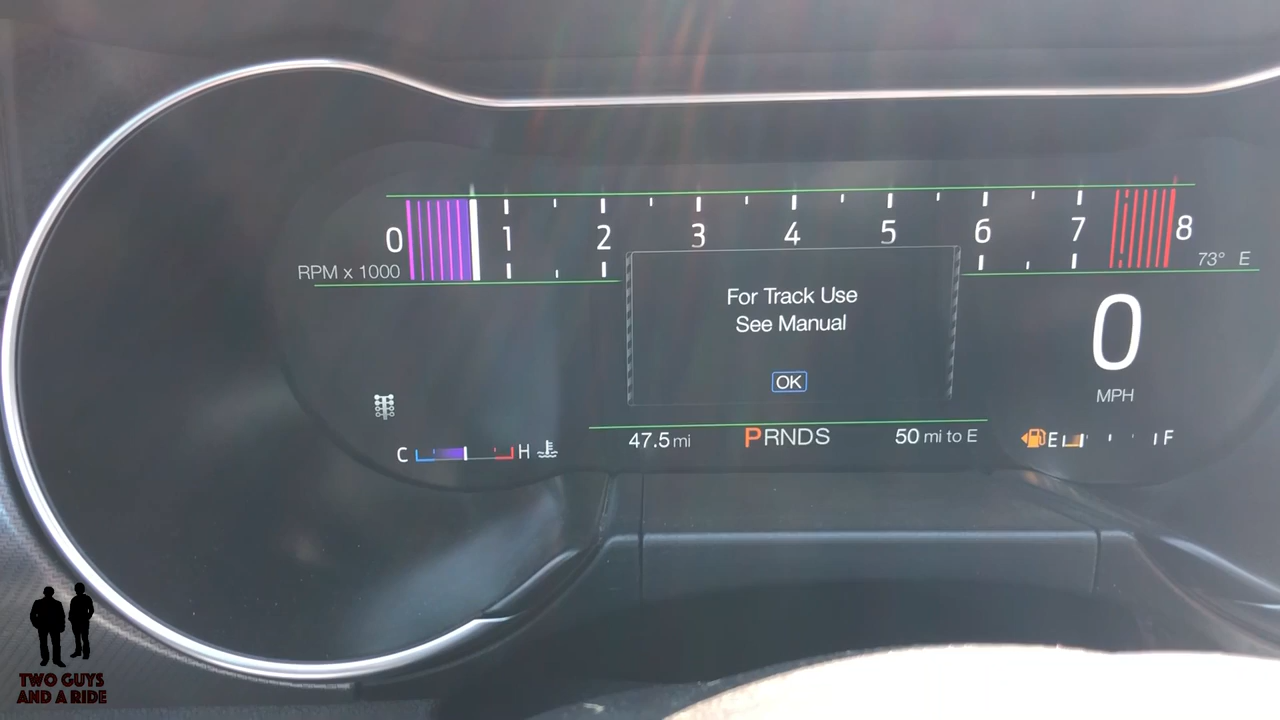 0 1 2 3 4 5 6 7 8
RPM x 1000
73° E
For Track Use
See Manual
OK
0
MPH
C H
47.5 mi
PRNDS
50 mi to E
E F
TWO GUYS
AND A RIDE